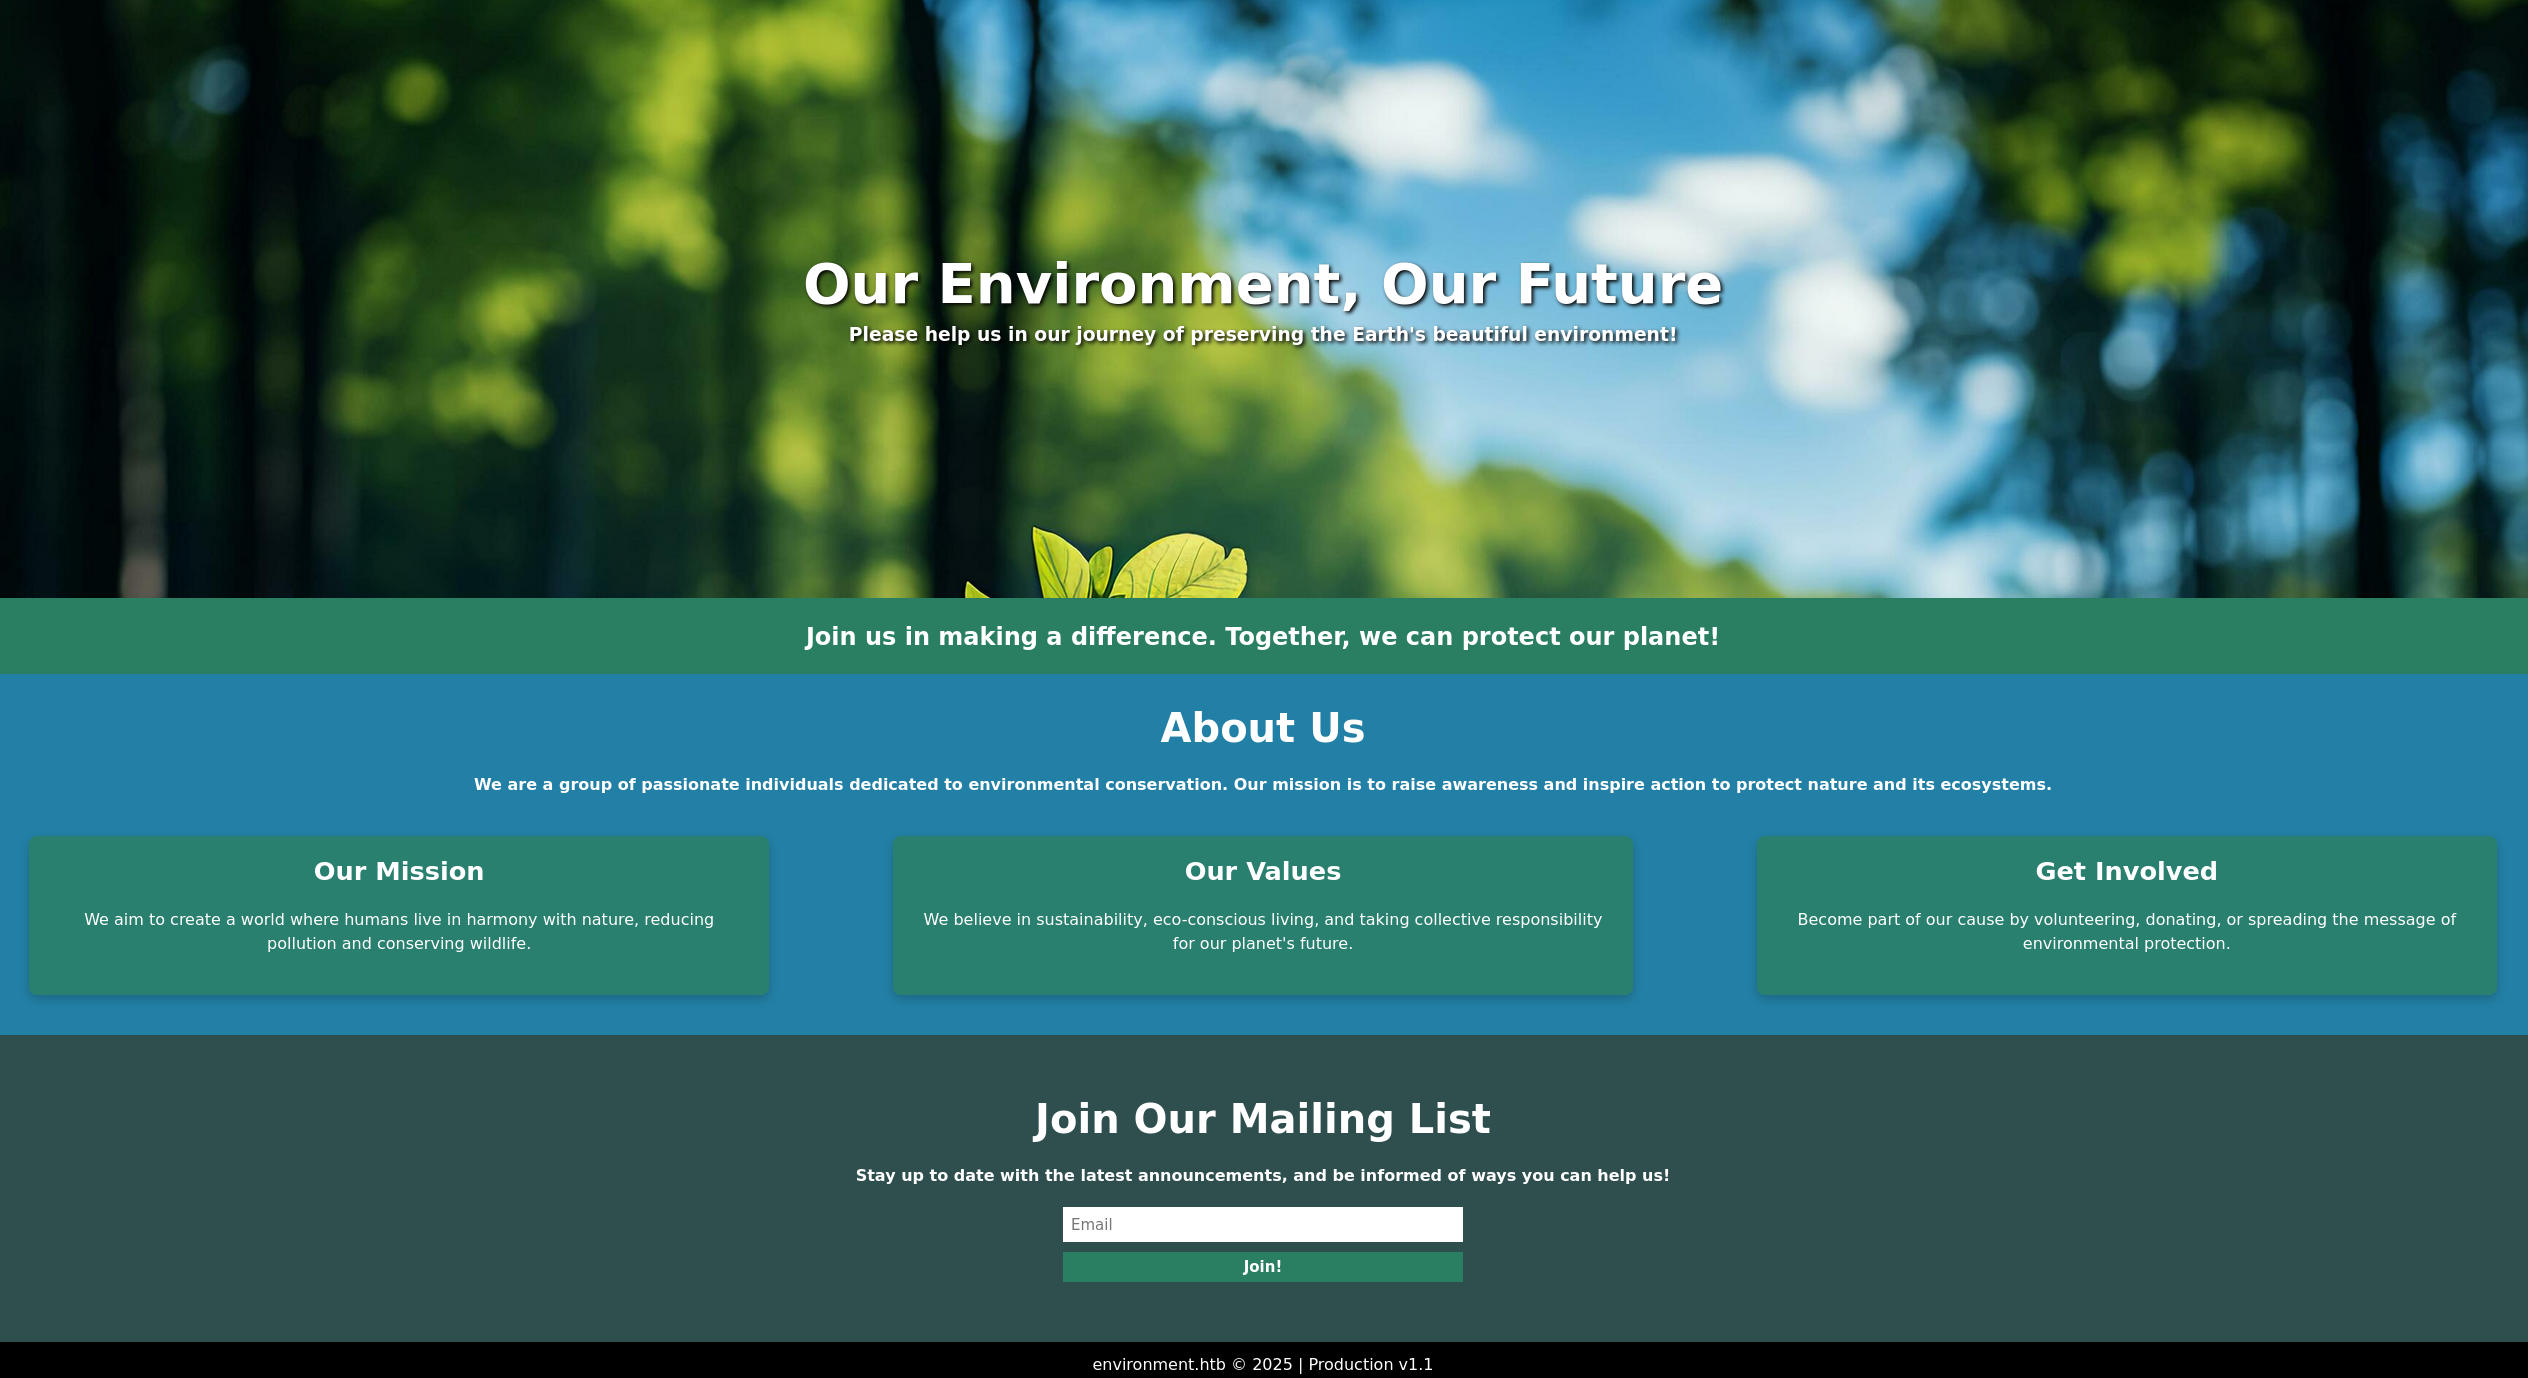 Our Environment, Our Future
Please help us in our journey of preserving the Earth's beautiful environment!
Join us in making a difference. Together, we can protect our planet!
About Us
We are a group of passionate individuals dedicated to environmental conservation. Our mission is to raise awareness and inspire action to protect nature and its ecosystems.
Our Mission
We aim to create a world where humans live in harmony with nature, reducing
pollution and conserving wildlife.
Our Values
We believe in sustainability, eco-conscious living, and taking collective responsibility
for our planet's future.
Get Involved
Become part of our cause by volunteering, donating, or spreading the message of
environmental protection.
Join Our Mailing List
Stay up to date with the latest announcements, and be informed of ways you can help us!
Email
Join!
environment.htb © 2025 | Production v1.1